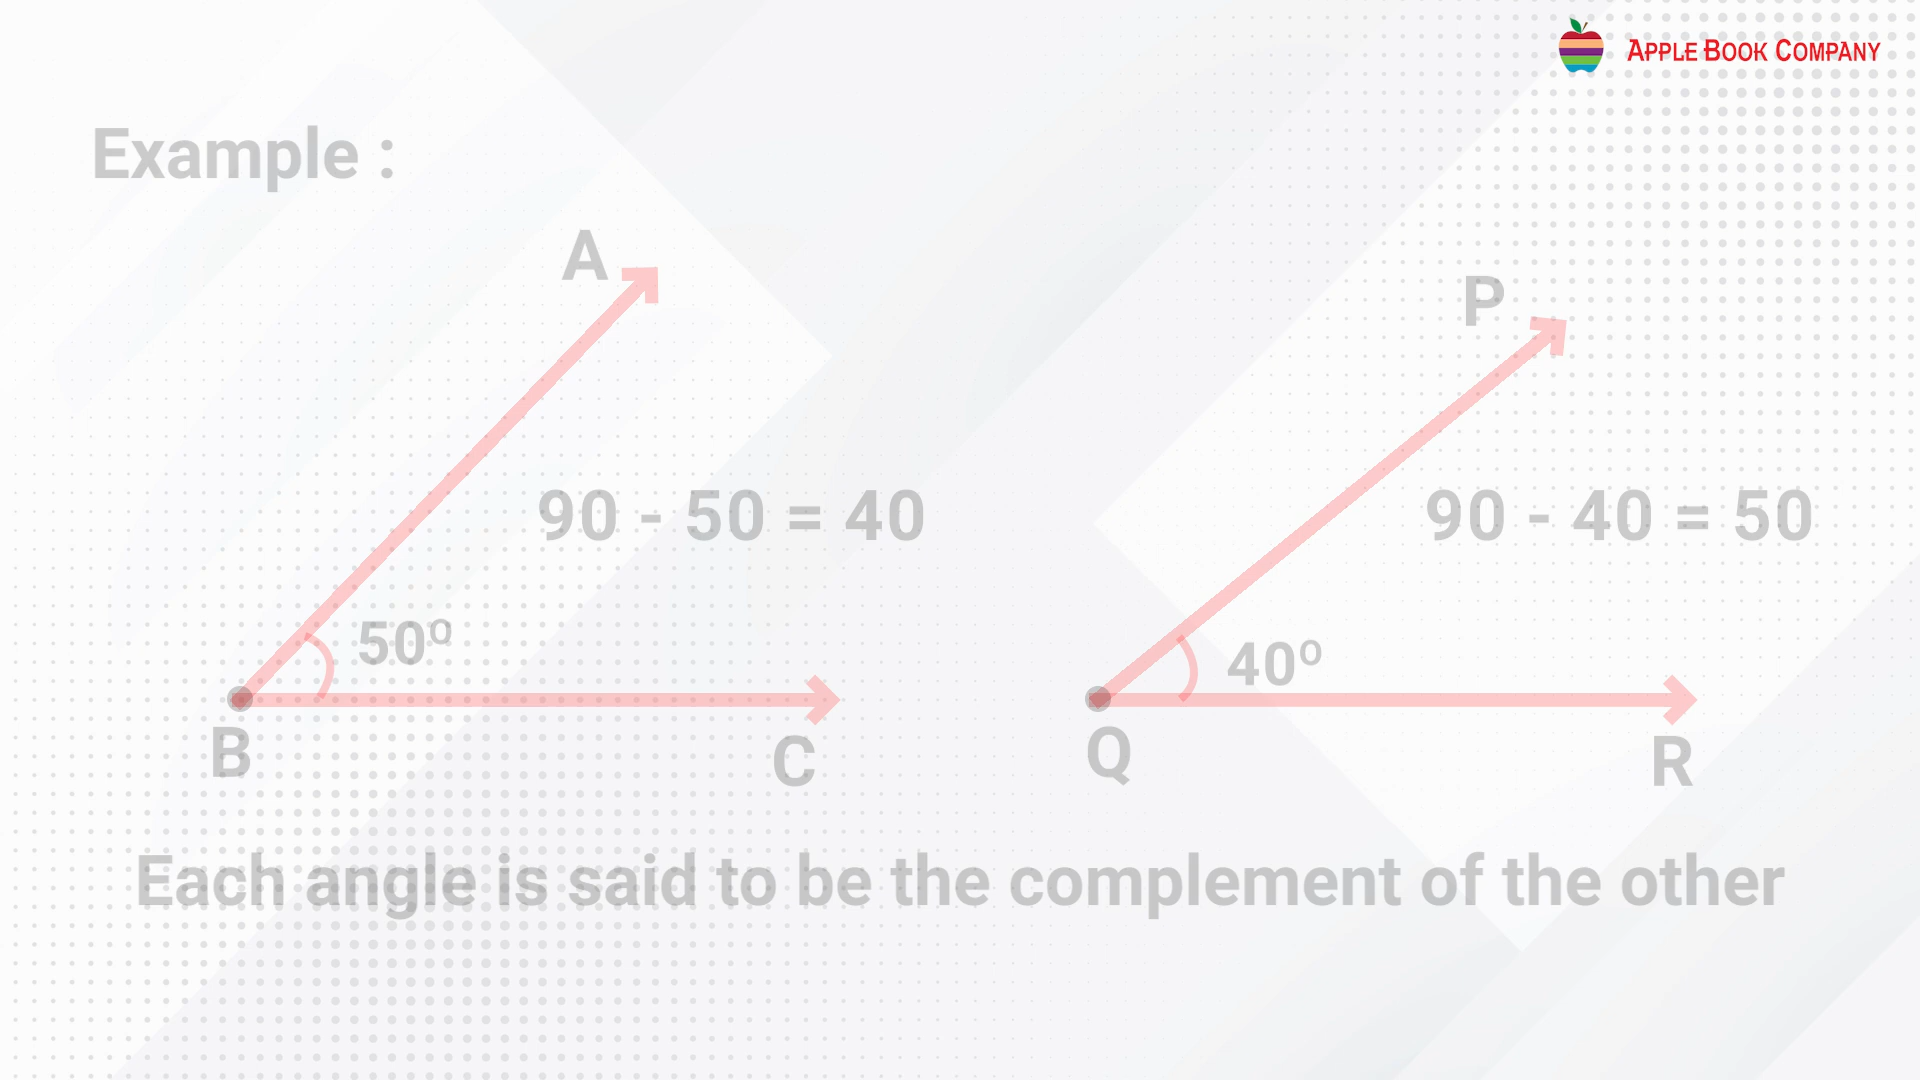 APPLE BOOK COMPANY
Example :
A
P
90 - 50 = 40
90 - 40 = 50
50⁰
40⁰
B
C
Q
R
Each angle is said to be the complement of the other